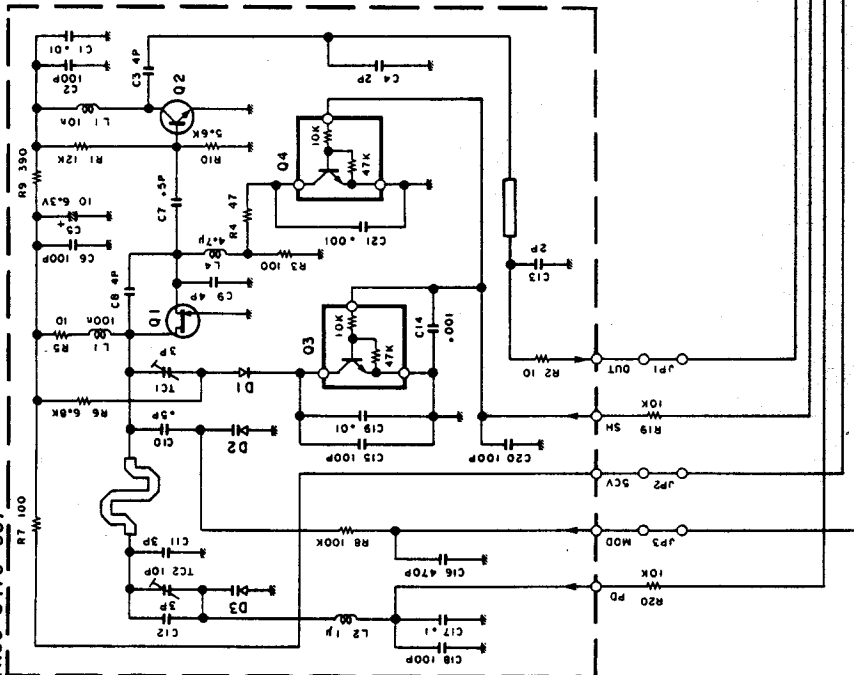 C1 .01
C2
100P
L1 10n
C3 4P
Q2
C4 2P
R1 12K
5.6K
R10
R9 390
10 6.3V
+
C5
C6 100P
C7 .5P
Q4
10K
47K
R4 47
C21 .001
L4
4.7µ
R3 100
C8 4P
C9 4P
Q1
R5 10
L1 100n
3P
TC1
D1
Q3
10K
47K
C14
.001
2P
C13
R2 10
OUT
JP1
R6 6.8K
.5P
C10
D2
C19 .01
C15 100P
C20 100P
SH
R19
10K
5CV
JP2
R7 100
C11
3P
R8 100K
C16 470P
MOD
JP3
TC2 10P
3P
C12
D3
L2 1µ
C17 .1
C18 100P
PD
R20
10K